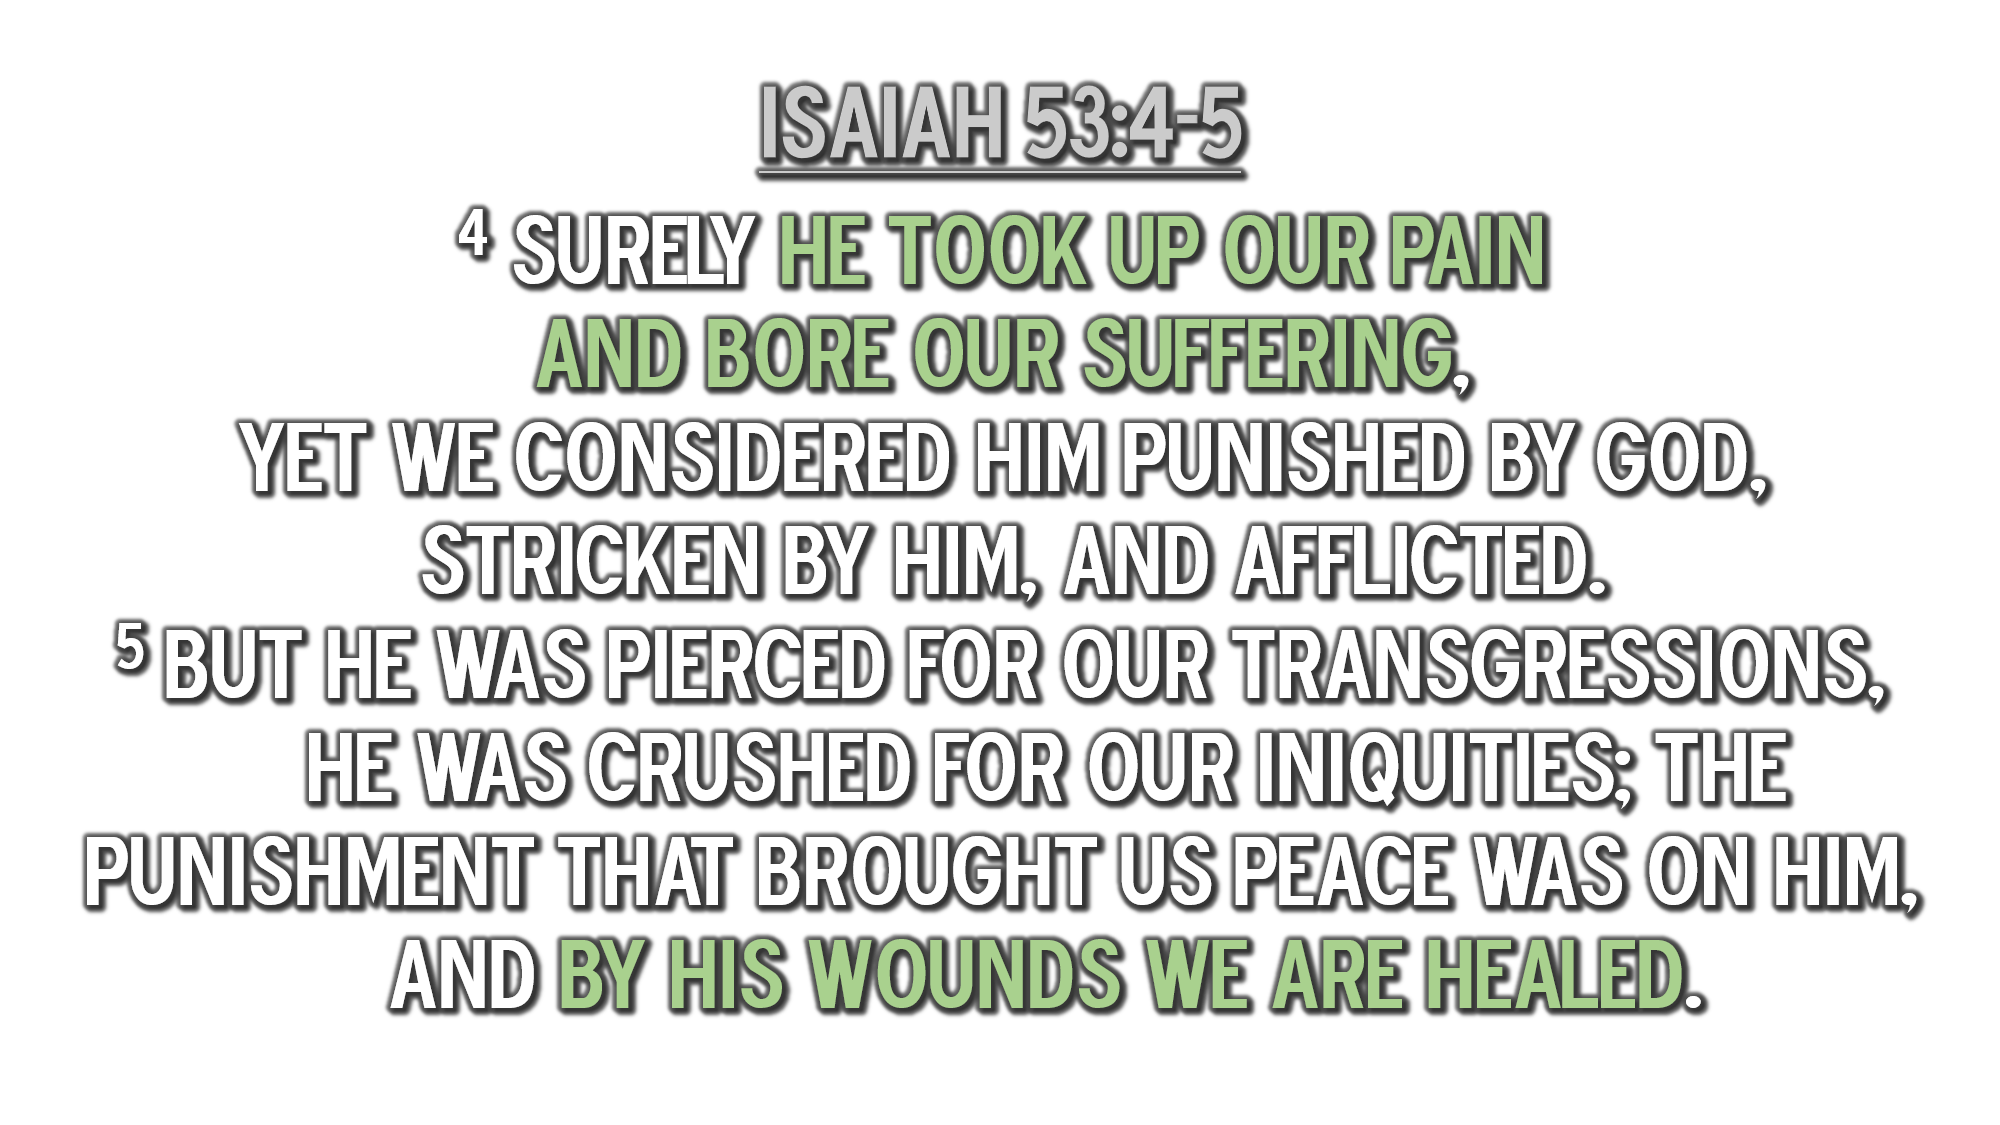 ISAIAH 53:4-5
4 SURELY HE TOOK UP OUR PAIN
AND BORE OUR SUFFERING,
YET WE CONSIDERED HIM PUNISHED BY GOD,
STRICKEN BY HIM, AND AFFLICTED.
5 BUT HE WAS PIERCED FOR OUR TRANSGRESSIONS,
HE WAS CRUSHED FOR OUR INIQUITIES; THE
PUNISHMENT THAT BROUGHT US PEACE WAS ON HIM,
AND BY HIS WOUNDS WE ARE HEALED.